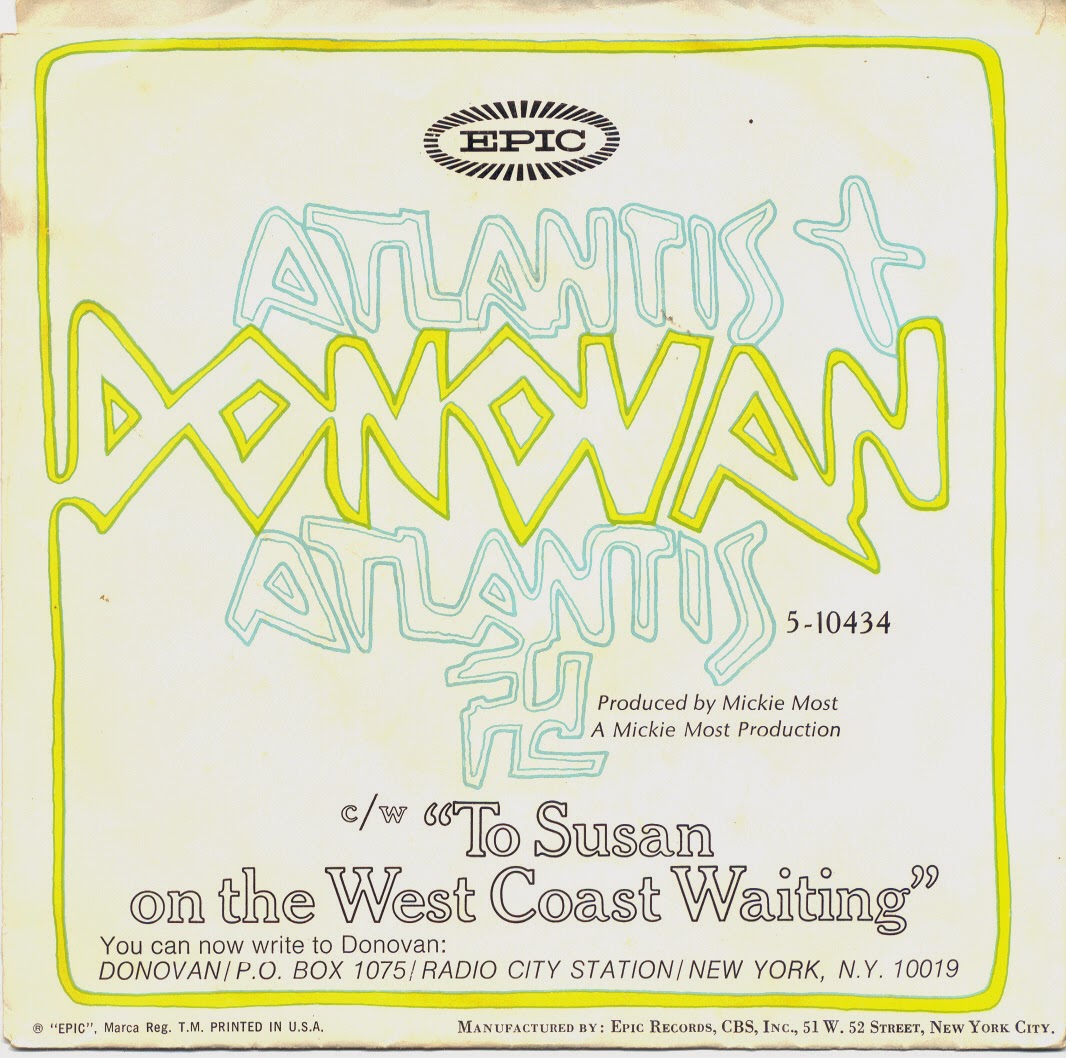 EPIC
ATLANTIS
DONOVAN
ATLANTIS
5-10434
Produced by Mickie Most
A Mickie Most Production
c/w “To Susan
on the West Coast Waiting”
You can now write to Donovan:
DONOVAN/P.O. BOX 1075/RADIO CITY STATION/NEW YORK, N.Y. 10019
® "EPIC", Marca Reg. T.M. PRINTED IN U.S.A.
MANUFACTURED BY: EPIC RECORDS, CBS, INC., 51 W. 52 STREET, NEW YORK CITY.